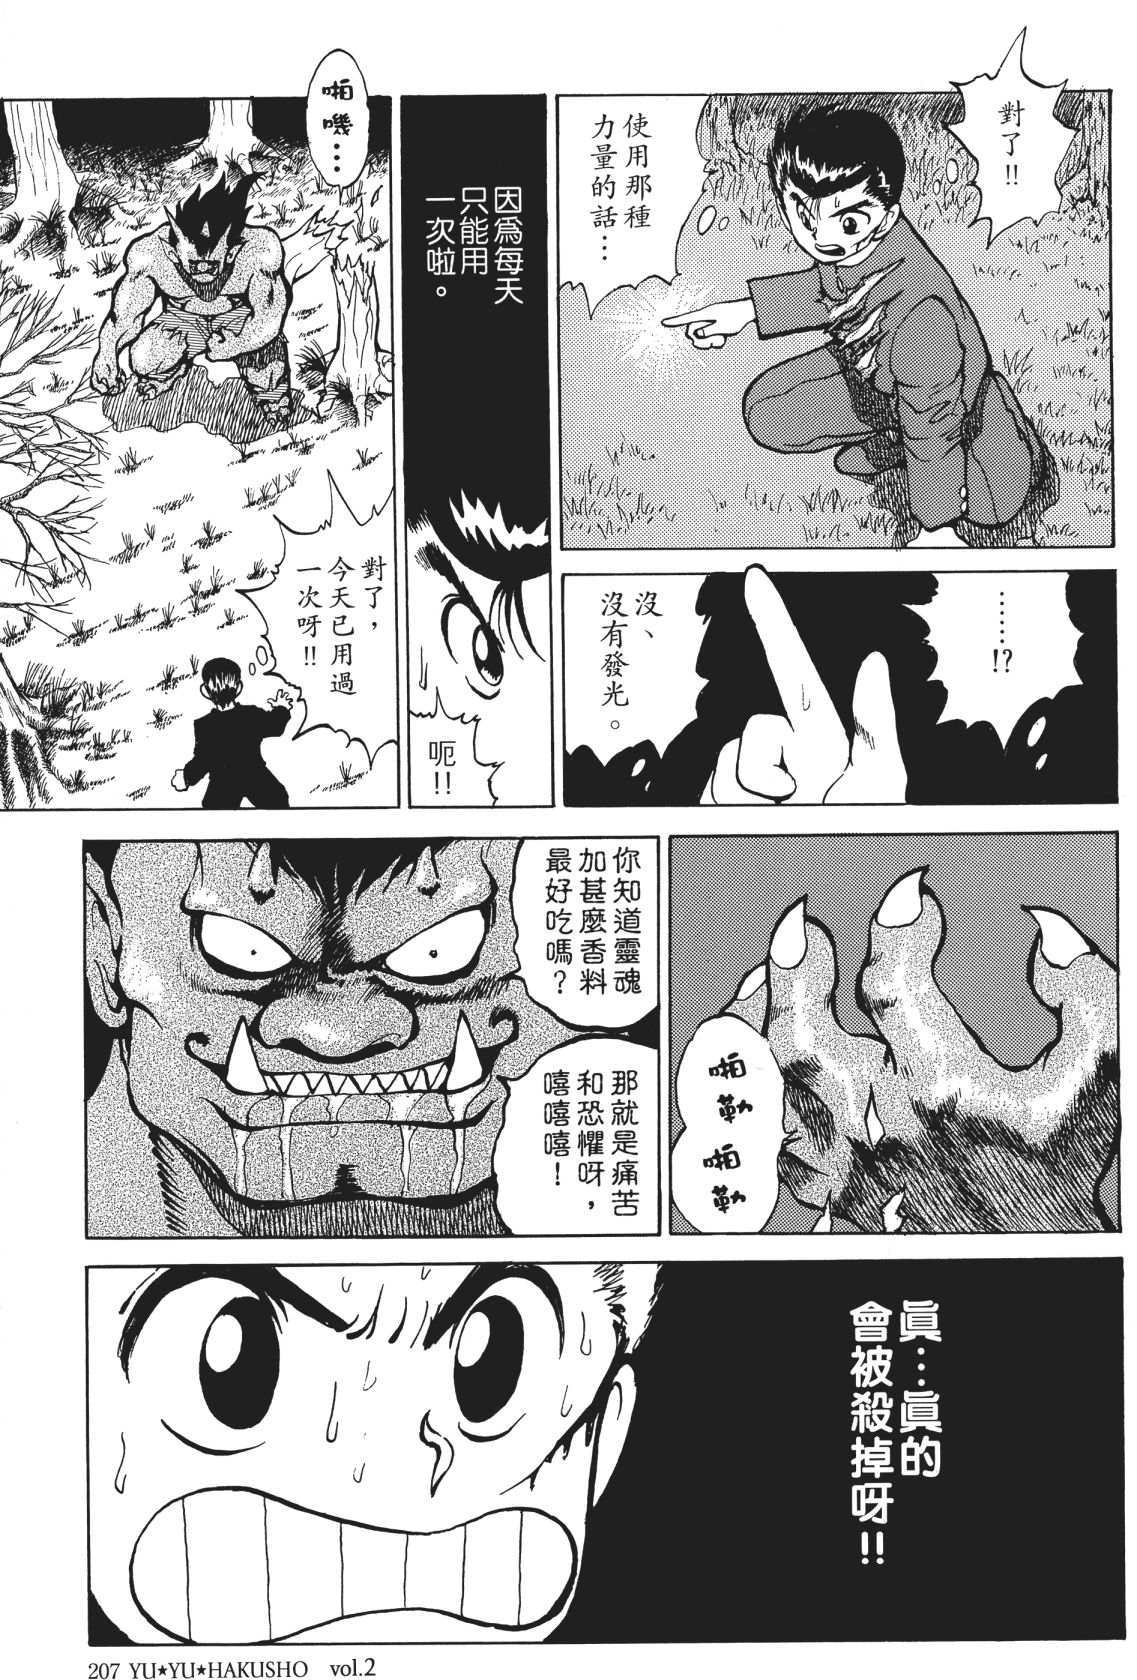 對了!!
使用那種
力量的話…
……!?
沒、
沒有發光。
因為每天
只能用
一次啦。
呃!!
啪嘰…
對了，
今天已用過
一次呀!!
啪勒啪勒
你知道靈魂
加甚麼香料
最好吃嗎？
那就是痛苦
和恐懼呀，
嘻嘻嘻！
眞…眞的
會被殺掉呀!!
207 YU★YU★HAKUSHO vol.2